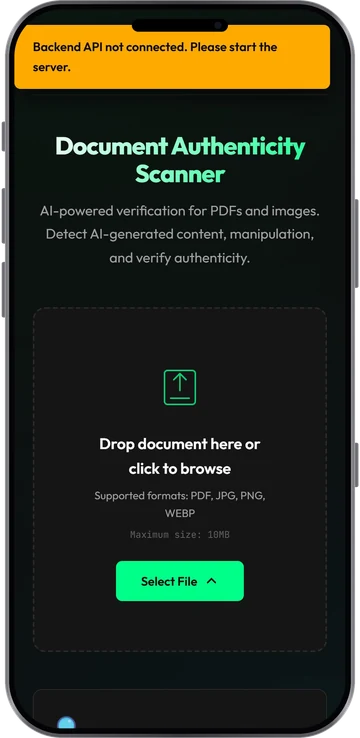 Backend API not connected. Please start the
server.
Document Authenticity
Scanner
AI-powered verification for PDFs and images.
Detect AI-generated content, manipulation,
and verify authenticity.
Drop document here or
click to browse
Supported formats: PDF, JPG, PNG,
WEBP
Maximum size: 10MB
Select File